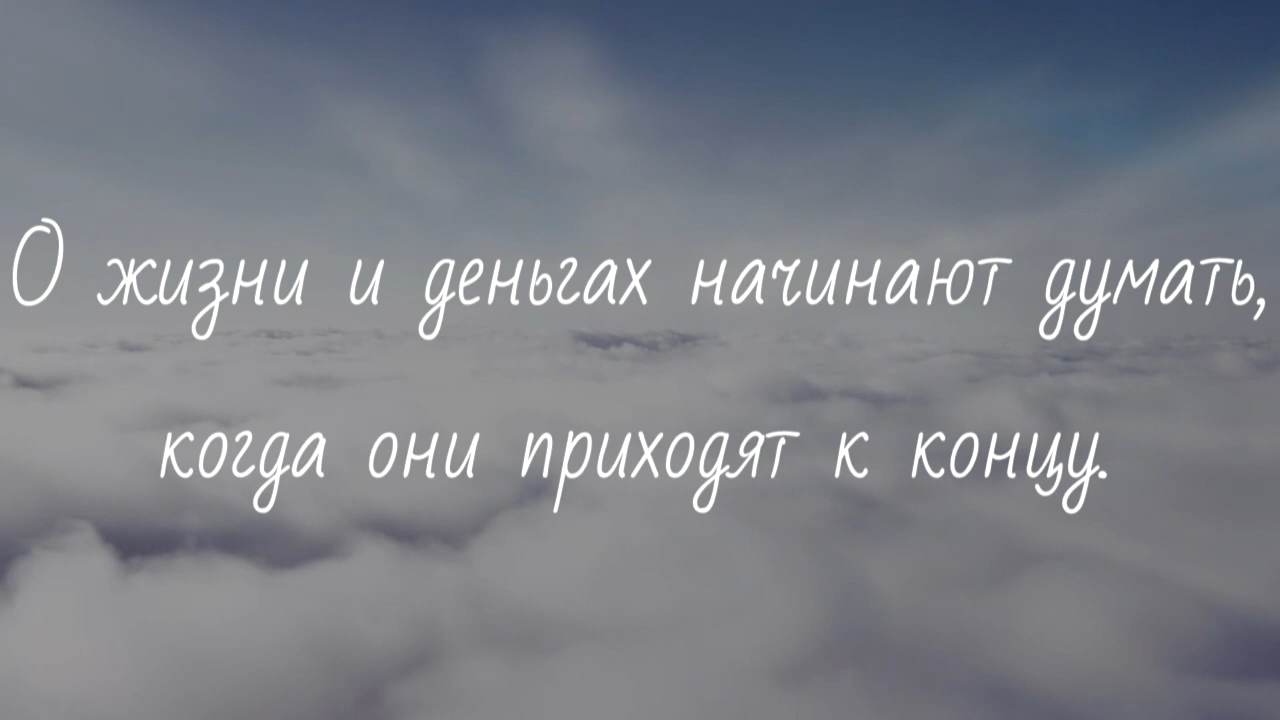 О жизни и деньгах начинают думать,
когда они приходят к концу.